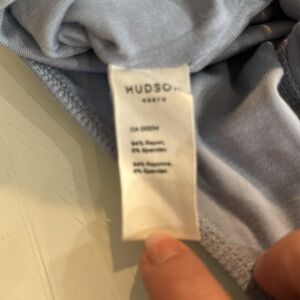 HUDSON
NORTH
94% Rayon,
6% Spandex
94% Rayonne,
6% Spandex